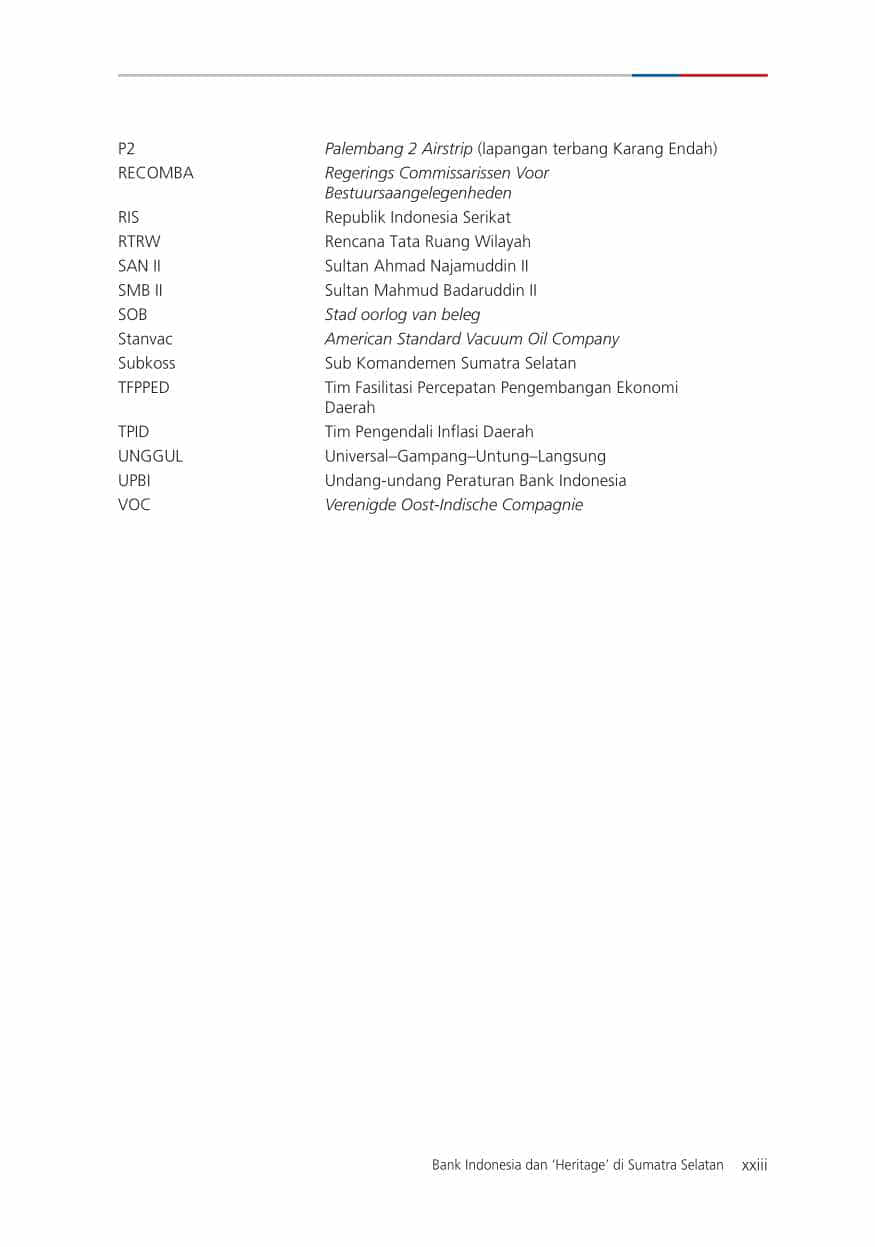 P2 Palembang 2 Airstrip (lapangan terbang Karang Endah)
RECOMBA Regerings Commissarissen Voor
Bestuursaangelegenheden
RIS Republik Indonesia Serikat
RTRW Rencana Tata Ruang Wilayah
SAN II Sultan Ahmad Najamuddin II
SMB II Sultan Mahmud Badaruddin II
SOB Stad oorlog van beleg
Stanvac American Standard Vacuum Oil Company
Subkoss Sub Komandemen Sumatra Selatan
TFPPED Tim Fasilitasi Percepatan Pengembangan Ekonomi
Daerah
TPID Tim Pengendali Inflasi Daerah
UNGGUL Universal–Gampang–Untung–Langsung
UPBI Undang-undang Peraturan Bank Indonesia
VOC Verenigde Oost-Indische Compagnie
Bank Indonesia dan ‘Heritage’ di Sumatra Selatan xxiii